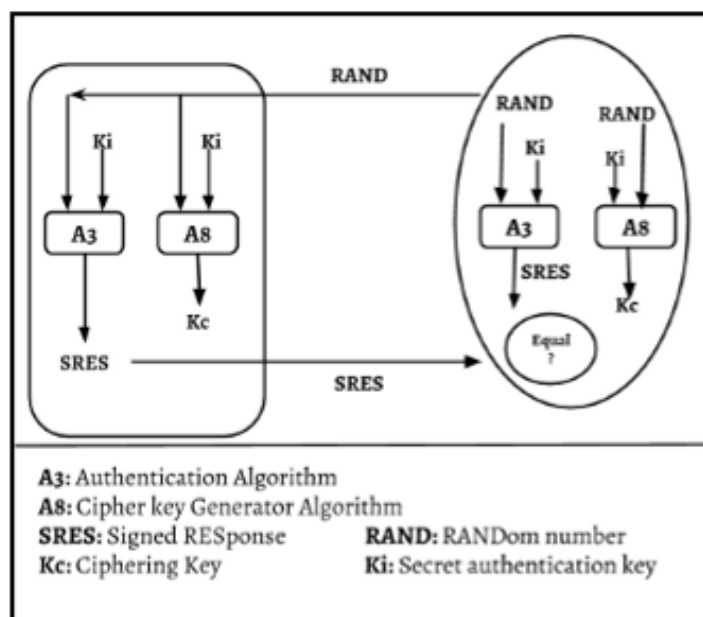 RAND
RAND
RAND
Ki
Ki
Ki
Ki
A3
A8
A3
A8
SRES
Kc
Kc
SRES
Equal
?
SRES
A3: Authentication Algorithm
A8: Cipher key Generator Algorithm
SRES: Signed RESponse RAND: RANDom number
Kc: Ciphering Key Ki: Secret authentication key